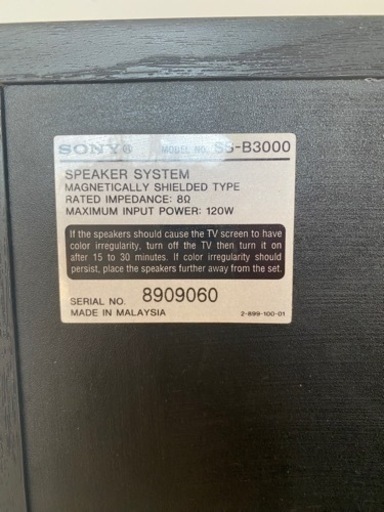 SONY® MODEL NO. SS-B3000
SPEAKER SYSTEM
MAGNETICALLY SHIELDED TYPE
RATED IMPEDANCE: 8Ω
MAXIMUM INPUT POWER: 120W
If the speakers should cause the TV screen to have
color irregularity, turn off the TV then turn it on
after 15 to 30 minutes. If color irregularity should
persist, place the speakers further away from the set.
SERIAL NO. 8909060
MADE IN MALAYSIA 2-899-100-01